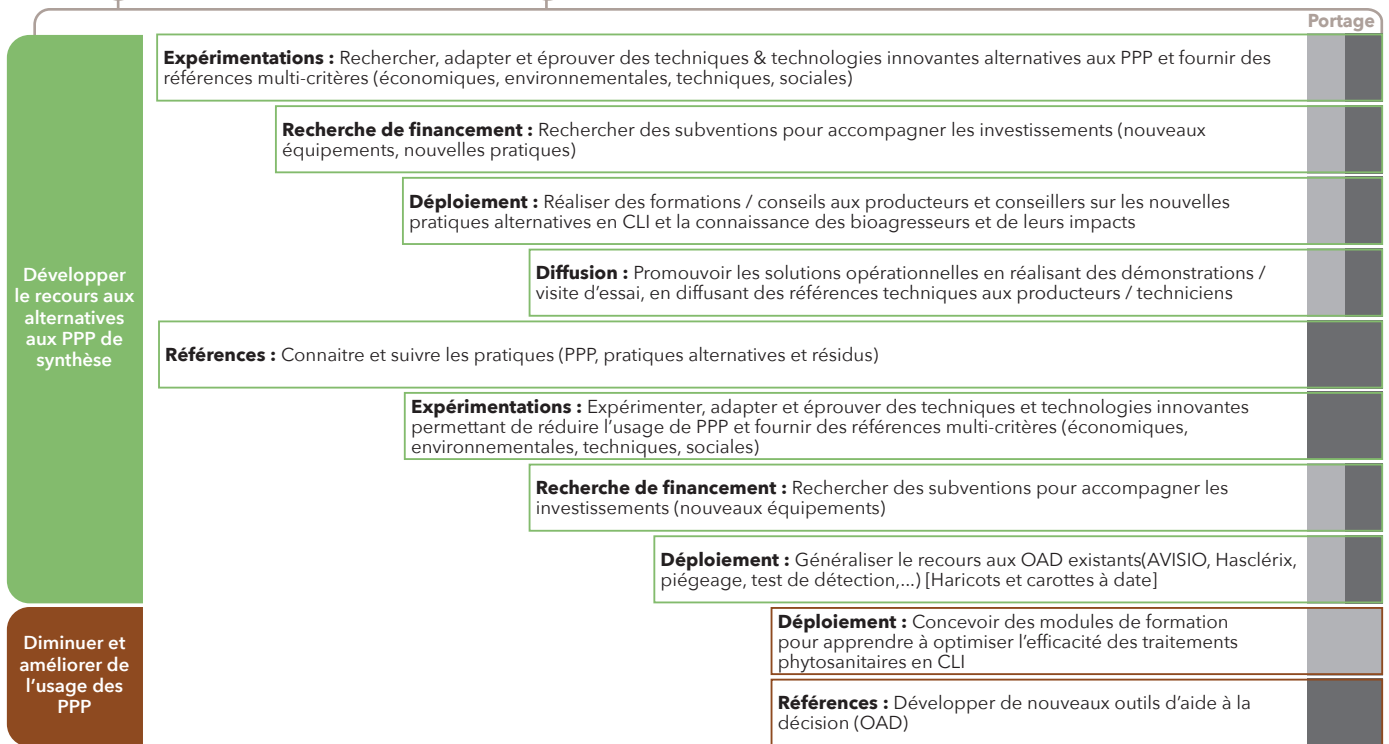 Portage
Développer
le recours aux
alternatives
aux PPP de
synthèse
Expérimentations : Rechercher, adapter et éprouver des techniques & technologies innovantes alternatives aux PPP et fournir des
références multi-critères (économiques, environnementales, techniques, sociales)
Recherche de financement : Rechercher des subventions pour accompagner les investissements (nouveaux
équipements, nouvelles pratiques)
Déploiement : Réaliser des formations / conseils aux producteurs et conseillers sur les nouvelles
pratiques alternatives en CLI et la connaissance des bioagresseurs et de leurs impacts
Diffusion : Promouvoir les solutions opérationnelles en réalisant des démonstrations /
visite d'essai, en diffusant des références techniques aux producteurs / techniciens
Références : Connaitre et suivre les pratiques (PPP, pratiques alternatives et résidus)
Expérimentations : Expérimenter, adapter et éprouver des techniques et technologies innovantes
permettant de réduire l'usage de PPP et fournir des références multi-critères (économiques,
environnementales, techniques, sociales)
Recherche de financement : Rechercher des subventions pour accompagner les
investissements (nouveaux équipements)
Déploiement : Généraliser le recours aux OAD existants(AVISIO, Hasclérix,
piégeage, test de détection,...) [Haricots et carottes à date]
Diminuer et
améliorer de
l'usage des
PPP
Déploiement : Concevoir des modules de formation
pour apprendre à optimiser l'efficacité des traitements
phytosanitaires en CLI
Références : Développer de nouveaux outils d'aide à la
décision (OAD)